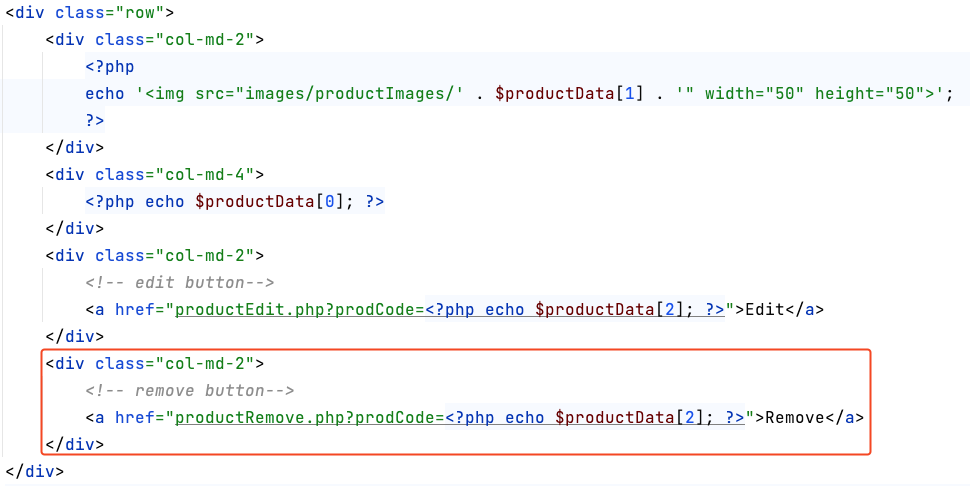 <div class="row">
    <div class="col-md-2">
        <?php
        echo '<img src="images/productImages/' . $productData[1] . '" width="50" height="50">';
        ?>
    </div>
    <div class="col-md-4">
        <?php echo $productData[0]; ?>
    </div>
    <div class="col-md-2">
        <!-- edit button-->
        <a href="productEdit.php?prodCode=<?php echo $productData[2]; ?>">Edit</a>
    </div>
    <div class="col-md-2">
        <!-- remove button-->
        <a href="productRemove.php?prodCode=<?php echo $productData[2]; ?>">Remove</a>
    </div>
</div>